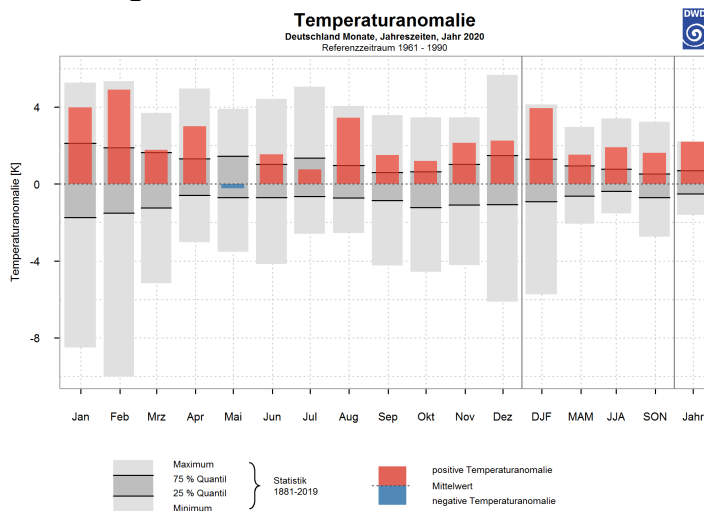 Temperaturanomalie
DWD
Deutschland Monate, Jahreszeiten, Jahr 2020
Referenzzeitraum 1961 - 1990
Temperaturanomalie [K]
4
0
-4
-8
Jan Feb Mrz Apr Mai Jun Jul Aug Sep Okt Nov Dez DJF MAM JJA SON Jahr
Maximum
75 % Quantil
25 % Quantil
Minimum
Statistik
1881-2019
positive Temperaturanomalie
Mittelwert
negative Temperaturanomalie